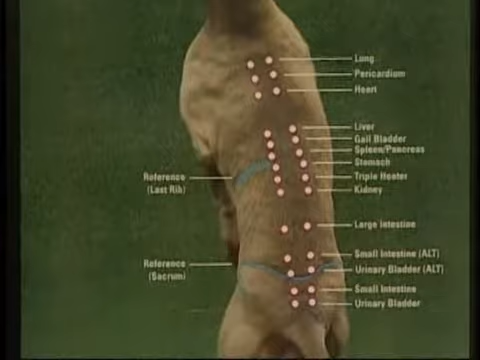 Lung
Pericardium
Heart
Liver
Gall Bladder
Spleen/Pancreas
Stomach
Triple Heater
Kidney
Reference
(Last Rib)
Large Intestine
Small Intestine (ALT)
Urinary Bladder (ALT)
Reference
(Sacrum)
Small Intestine
Urinary Bladder